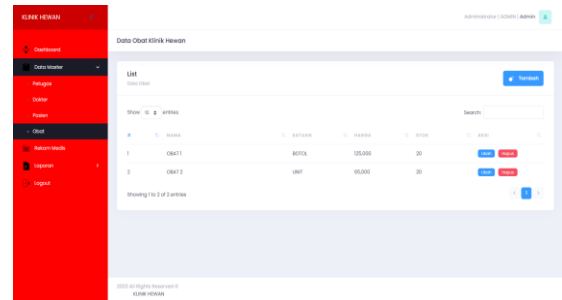 KLINIK HEWAN
Administrator | ADMIN | Admin
A
Dashboard
Data Master
Petugas
Dokter
Pasien
Obat
Rekam Medis
Laporan
Logout
Data Obat Klinik Hewan
List
Data Obat
Tambah
Show 10 entries
Search:
# NAMA SATUAN HARGA STOK AKSI
1 OBAT 1 BOTOL 125,000 20 Ubah Hapus
2 OBAT 2 UNIT 65,000 20 Ubah Hapus
Showing 1 to 2 of 2 entries
1
All Rights Reserved ©
KLINIK HEWAN